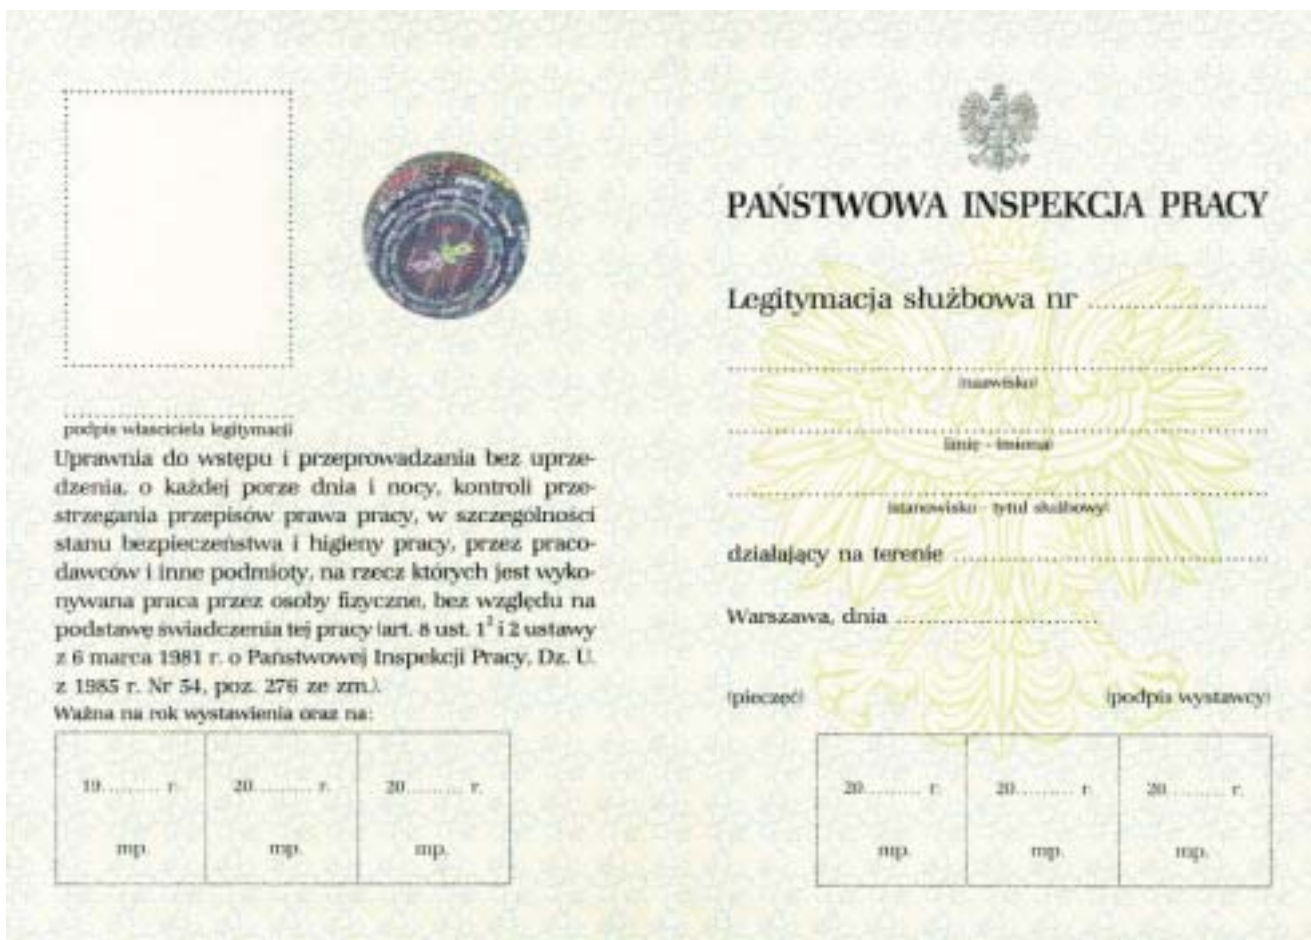 podpis właściciela legitymacji
Uprawnia do wstępu i przeprowadzania bez uprze-
dzenia, o każdej porze dnia i nocy, kontroli prze-
strzegania przepisów prawa pracy, w szczególności
stanu bezpieczeństwa i higieny pracy, przez praco-
dawców i inne podmioty, na rzecz których jest wyko-
nywana praca przez osoby fizyczne, bez względu na
podstawę świadczenia tej pracy (art. 8 ust. 1² i 2 ustawy
z 6 marca 1981 r. o Państwowej Inspekcji Pracy, Dz. U.
z 1985 r. Nr 54, poz. 276 ze zm.).
Ważna na rok wystawienia oraz na:
19......... r. 20......... r. 20......... r.
mp. mp. mp.
PAŃSTWOWA INSPEKCJA PRACY
Legitymacja służbowa nr ........................
(nazwisko)
(imię - imiona)
(stanowisko - tytuł służbowy)
działający na terenie ..........................................
Warszawa, dnia ...........................
(pieczęć) (podpis wystawcy)
20......... r. 20......... r. 20......... r.
mp. mp. mp.